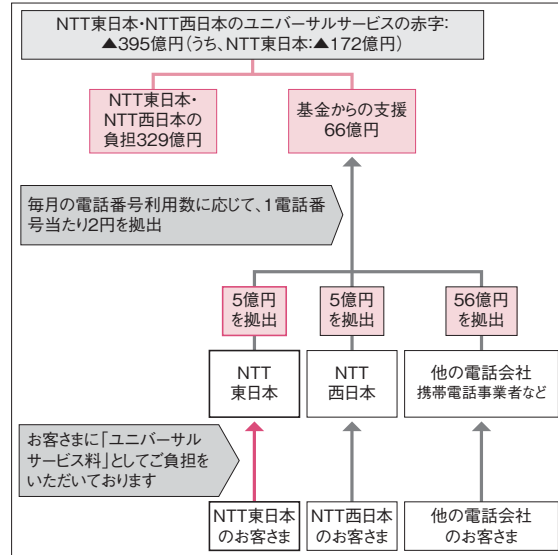 NTT東日本・NTT西日本のユニバーサルサービスの赤字：
▲395億円（うち、NTT東日本：▲172億円）
NTT東日本・
NTT西日本の
負担329億円
基金からの支援
66億円
毎月の電話番号利用数に応じて、1電話番
号当たり2円を拠出
5億円
を拠出
5億円
を拠出
56億円
を拠出
NTT
東日本
NTT
西日本
他の電話会社
携帯電話事業者など
お客さまに「ユニバーサル
サービス料」としてご負担を
いただいております
NTT東日本
のお客さま
NTT西日本
のお客さま
他の電話会社
のお客さま